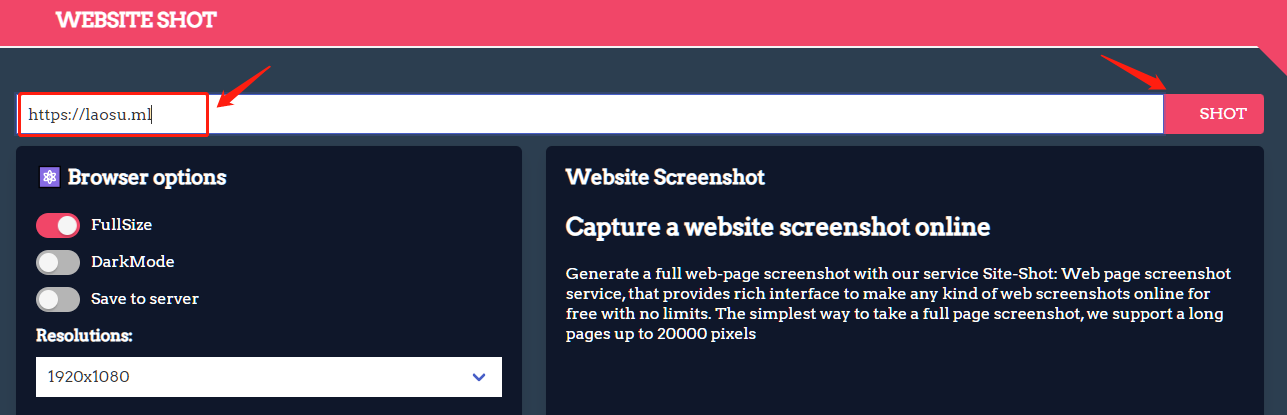 WEBSITE SHOT
https://laosu.ml
SHOT
Browser options
FullSize
DarkMode
Save to server
Resolutions:
1920x1080
Website Screenshot
Capture a website screenshot online
Generate a full web-page screenshot with our service Site-Shot: Web page screenshot
service, that provides rich interface to make any kind of web screenshots online for
free with no limits. The simplest way to take a full page screenshot, we support a long
pages up to 20000 pixels